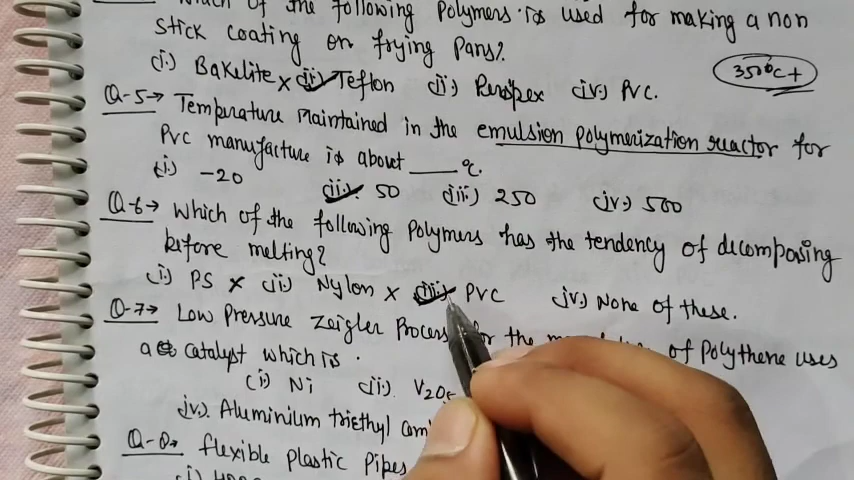 which of the following Polymers is used for making a non
stick coating on frying Pans?
(i.) Bakelite x (ii) Teflon (ii) Perspex (iv.) PVC.
350°C+
Q-5→ Temperature Maintained in the emulsion polymerization reactor for
PVC manufacture is about ____ °C.
(i.) -20 (ii.) 50 (iii) 250 (iv.) 500
Q-6→ Which of the following Polymers has the tendency of decomposing
before melting?
(i) PS x (ii) Nylon x (iii) PVC (iv.) None of these.
Q-7→ Low Pressure Zeigler Process for the of Polythene uses
a catalyst which is .
(i) Ni (ii). V2O5
(iv). Aluminium triethyl
Q-8→ flexible plastic Pipes
(i)